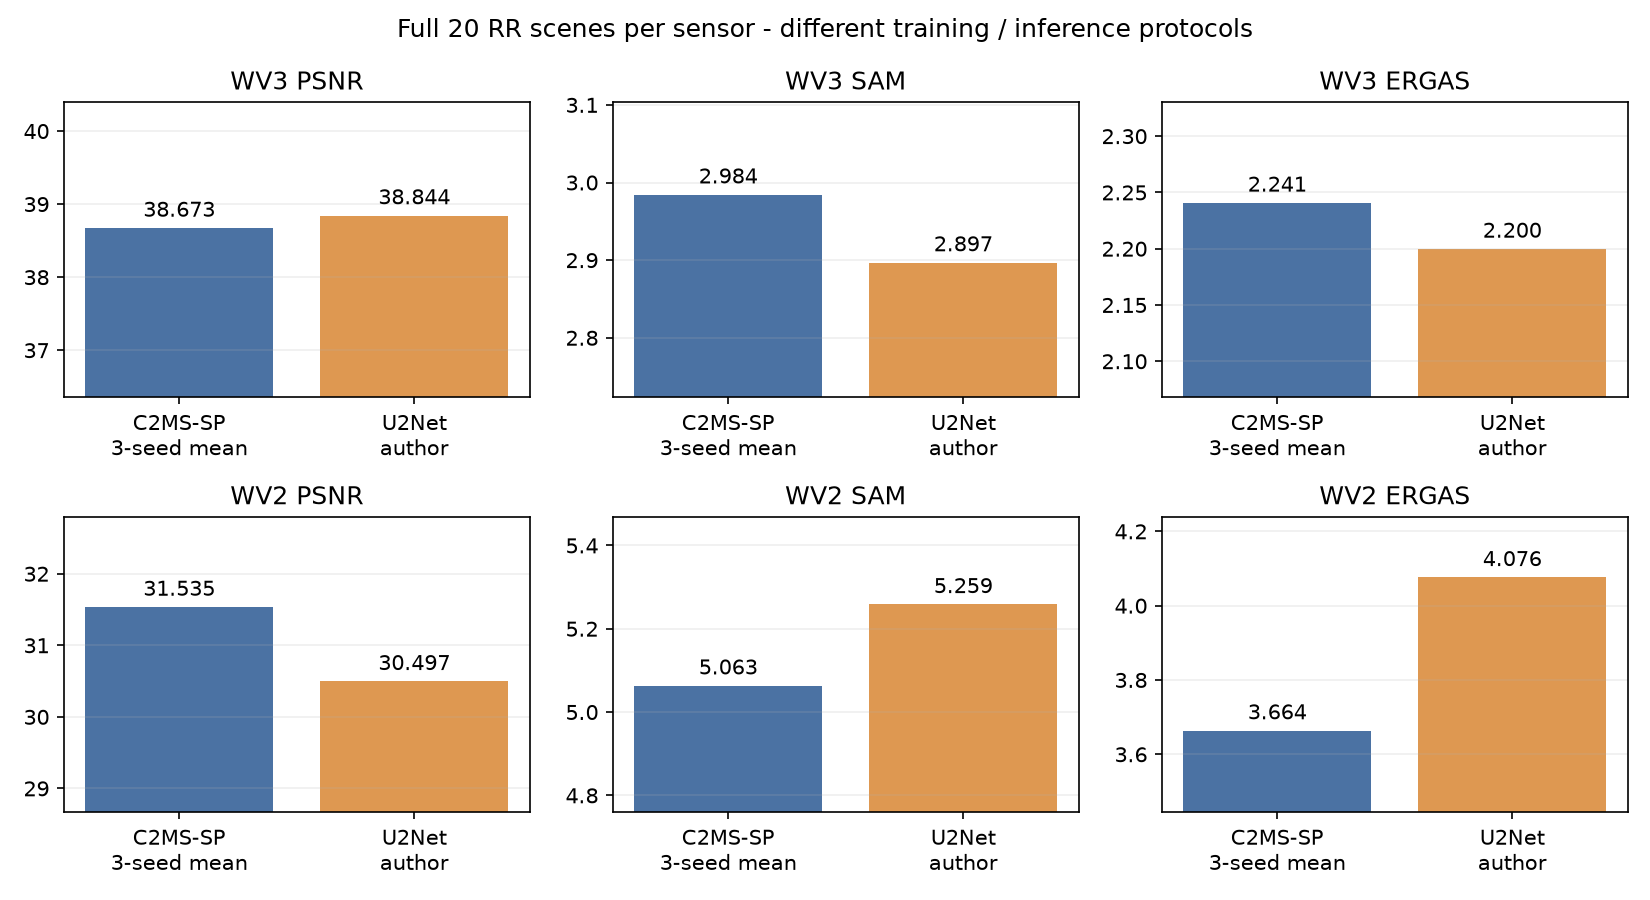 Full 20 RR scenes per sensor - different training / inference protocols
WV3 PSNR
40
39
38
37
38.673
38.844
C2MS-SP
3-seed mean
U2Net
author
WV3 SAM
3.1
3.0
2.9
2.8
2.984
2.897
C2MS-SP
3-seed mean
U2Net
author
WV3 ERGAS
2.30
2.25
2.20
2.15
2.10
2.241
2.200
C2MS-SP
3-seed mean
U2Net
author
WV2 PSNR
32
31
30
29
31.535
30.497
C2MS-SP
3-seed mean
U2Net
author
WV2 SAM
5.4
5.2
5.0
4.8
5.063
5.259
C2MS-SP
3-seed mean
U2Net
author
WV2 ERGAS
4.2
4.0
3.8
3.6
3.664
4.076
C2MS-SP
3-seed mean
U2Net
author